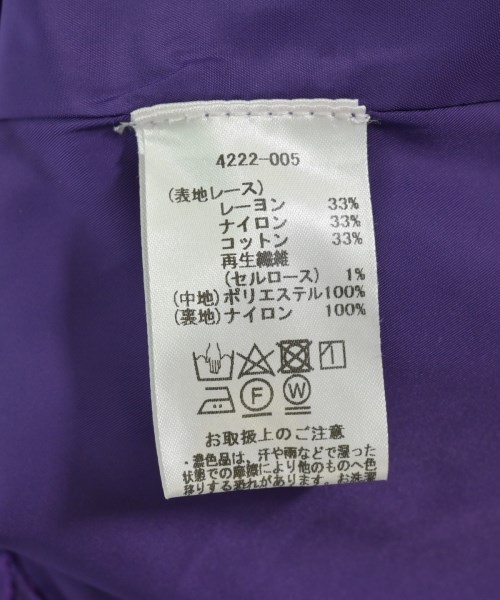 4222-005
(表地レース)
レーヨン 33%
ナイロン 33%
コットン 33%
再生繊維
(セルロース) 1%
(中地)ポリエステル100%
(裏地)ナイロン 100%
F W
お取扱上のご注意
・濃色品は、汗や雨などで湿った
状態での摩擦により他のものへ色
移りする恐れがあります。お洗濯